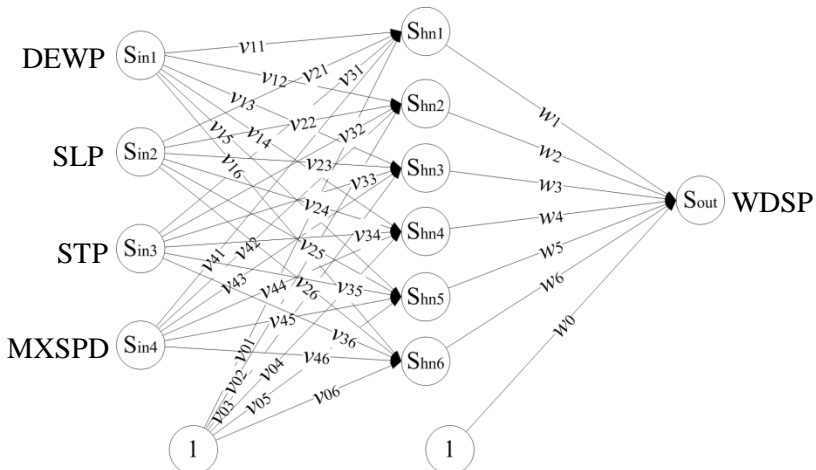 DEWP
SLP
STP
MXSPD
Sin1
Sin2
Sin3
Sin4
1
v11
v12
v13
v14
v15
v16
v21
v22
v23
v24
v25
v26
v31
v32
v33
v34
v35
v36
v41
v42
v43
v44
v45
v46
v01
v02
v03
v04
v05
v06
Shn1
Shn2
Shn3
Shn4
Shn5
Shn6
1
w1
w2
w3
w4
w5
w6
w0
Sout
WDSP